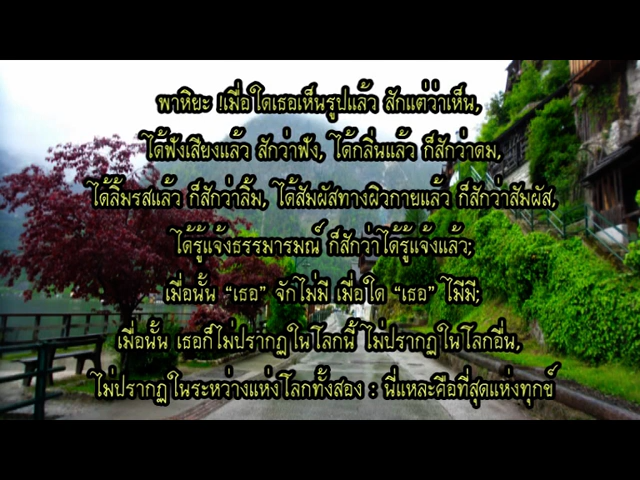 พาหิยะ !เมื่อใดเธอเห็นรูปแล้ว สักแต่ว่าเห็น,
ได้ฟังเสียงแล้ว สักว่าฟัง, ได้กลิ่นแล้ว ก็สักว่าดม,
ได้ลิ้มรสแล้ว ก็สักว่าลิ้ม, ได้สัมผัสทางผิวกายแล้ว ก็สักว่าสัมผัส,
ได้รู้แจ้งธรรมารมณ์ ก็สักว่าได้รู้แจ้งแล้ว;
เมื่อนั้น “เธอ” จักไม่มี เมื่อใด “เธอ” ไม่มี;
เมื่อนั้น เธอก็ไม่ปรากฏในโลกนี้ ไม่ปรากฏในโลกอื่น,
ไม่ปรากฏในระหว่างแห่งโลกทั้งสอง : นี่แหละคือที่สุดแห่งทุกข์